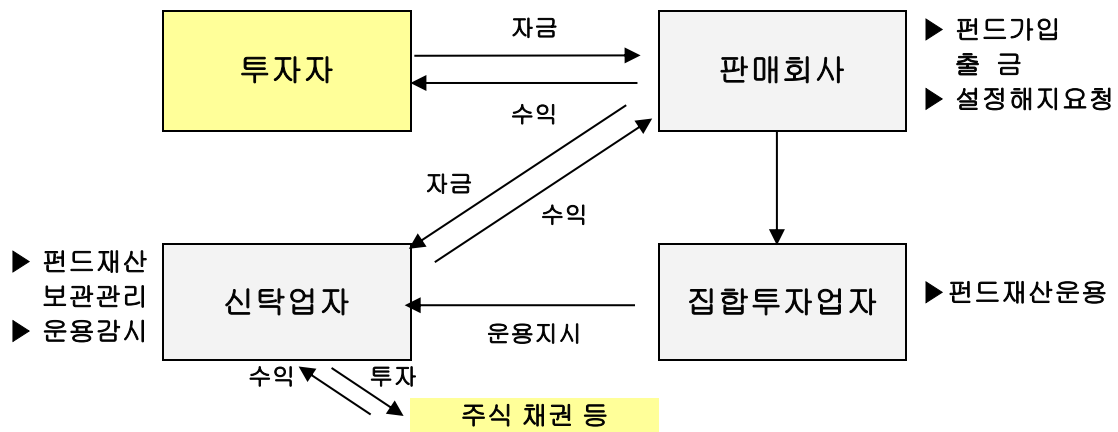 자금
투자자
판매회사
▶ 펀드가입
출 금
▶ 설정해지요청
수익
자금
수익
▶ 펀드재산
보관관리
▶ 운용감시
신탁업자
집합투자업자
▶펀드재산운용
운용지시
수익
투자
주식 채권 등